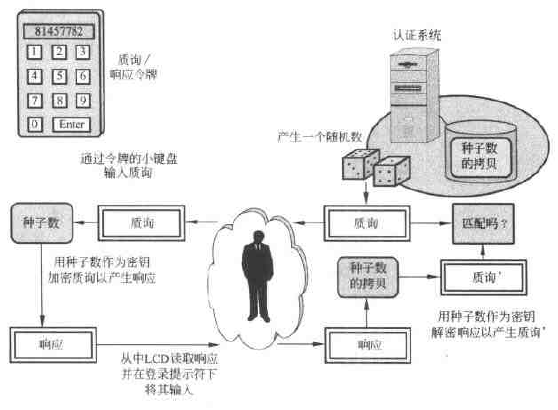 81457782
1 2 3
4 5 6
7 8 9
0 Enter
质询/
响应令牌
认证系统
产生一个随机数
种子数
的拷贝
通过令牌的小键盘
输入质询
种子数
质询
质询
匹配吗?
用种子数作为密钥
加密质询以产生响应
种子数
的拷贝
质询'
用种子数作为密钥
解密响应以产生质询'
响应
从中LCD读取响应
并在登录提示符下
将其输入
响应